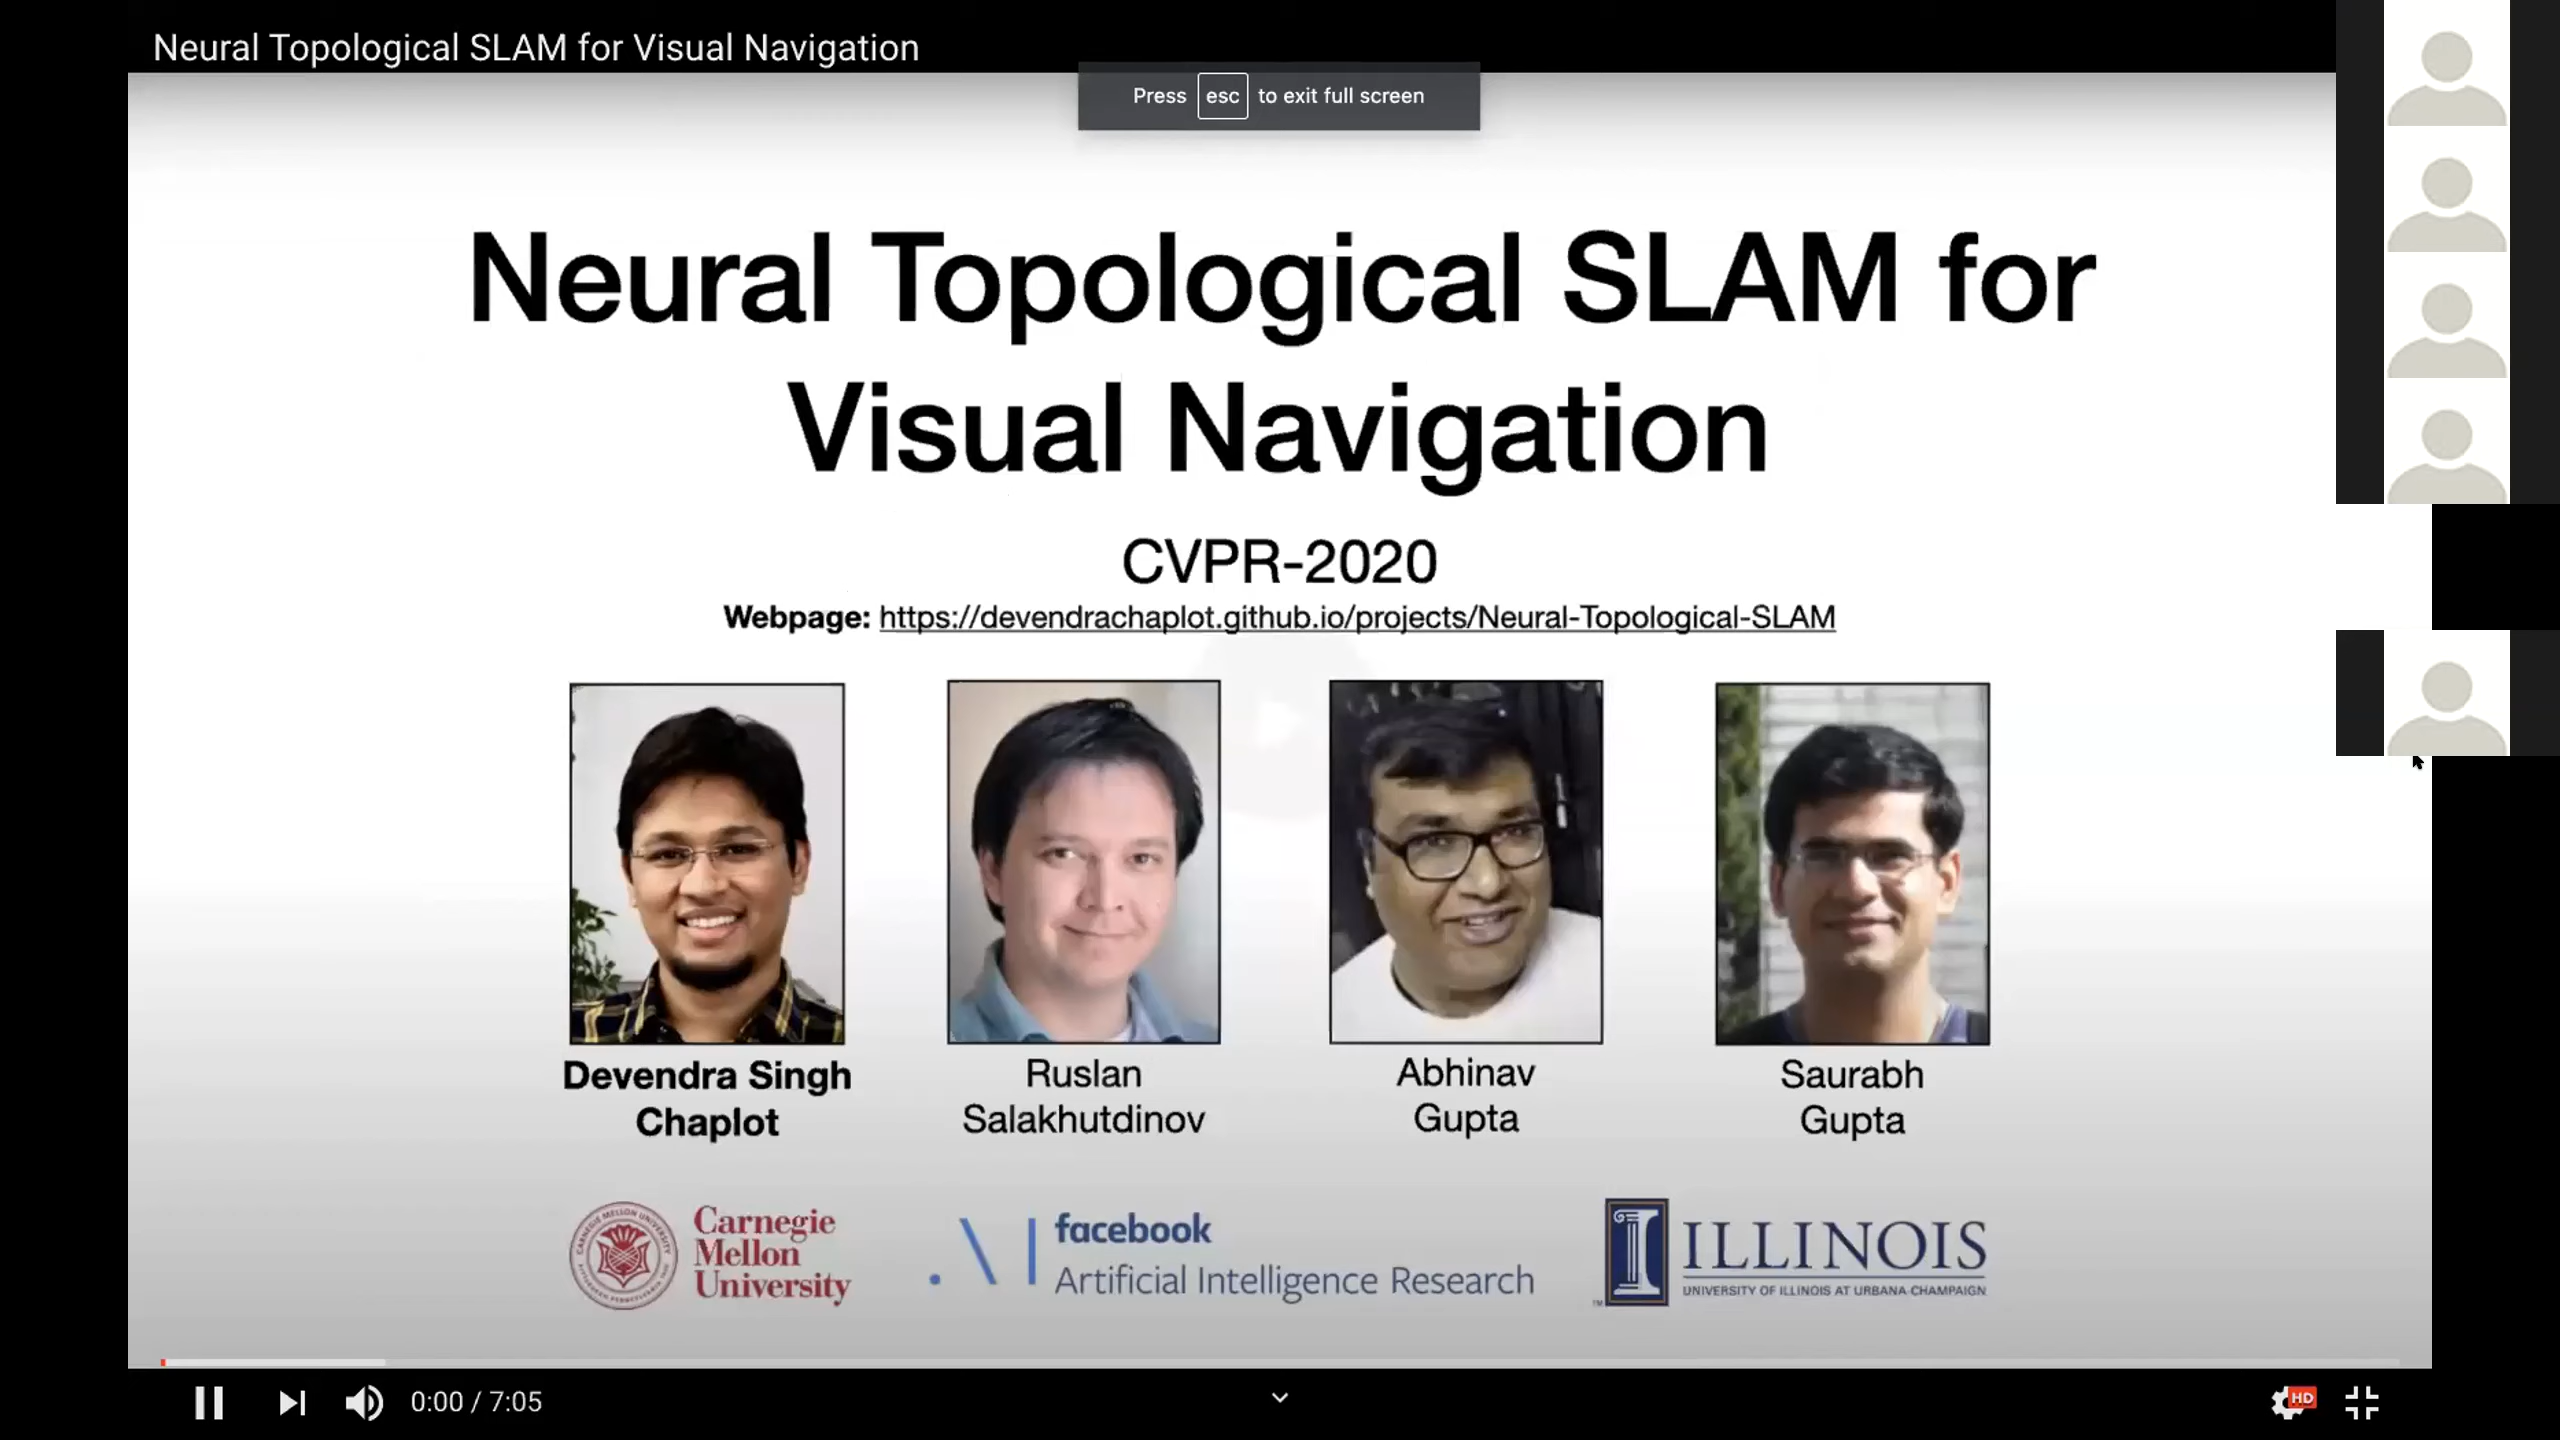 Neural Topological SLAM for Visual Navigation
Press esc to exit full screen
Neural Topological SLAM for
Visual Navigation
CVPR-2020
Webpage: https://devendrachaplot.github.io/projects/Neural-Topological-SLAM
Devendra Singh
Chaplot
Ruslan
Salakhutdinov
Abhinav
Gupta
Saurabh
Gupta
Carnegie
Mellon
University
facebook
Artificial Intelligence Research
ILLINOIS
UNIVERSITY OF ILLINOIS AT URBANA-CHAMPAIGN
0:00 / 7:05
HD